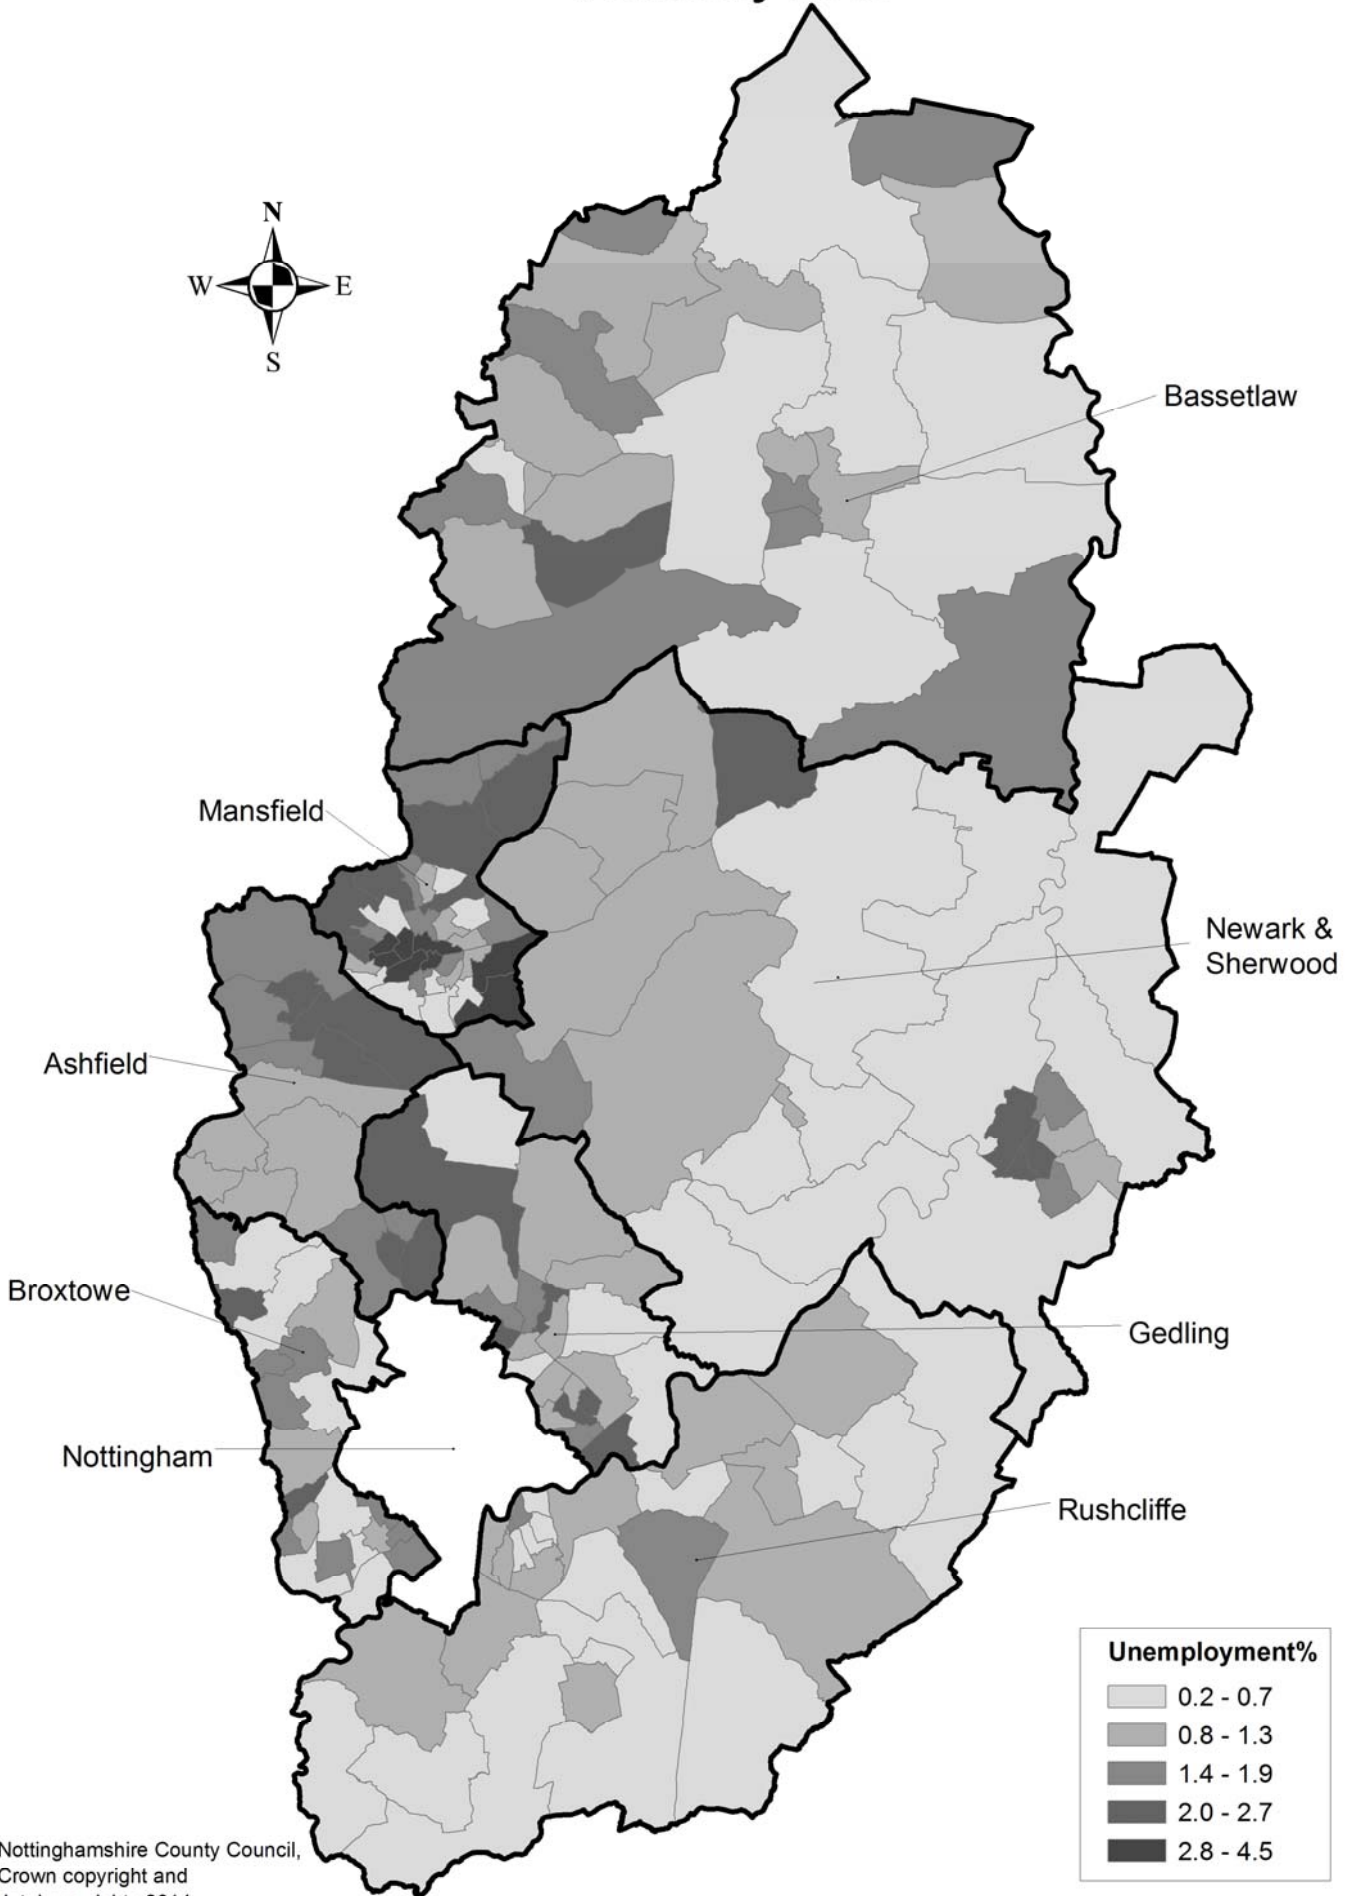 N
W E
S
Bassetlaw
Mansfield
Newark &
Sherwood
Ashfield
Broxtowe
Gedling
Nottingham
Rushcliffe
Unemployment%
0.2 - 0.7
0.8 - 1.3
1.4 - 1.9
2.0 - 2.7
2.8 - 4.5
Nottinghamshire County Council,
Crown copyright and